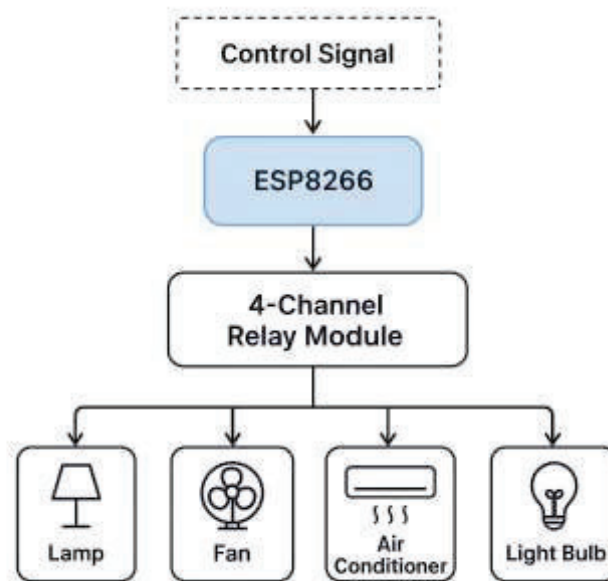 Control Signal
ESP8266
4-Channel
Relay Module
Lamp
Fan
Air
Conditioner
Light Bulb